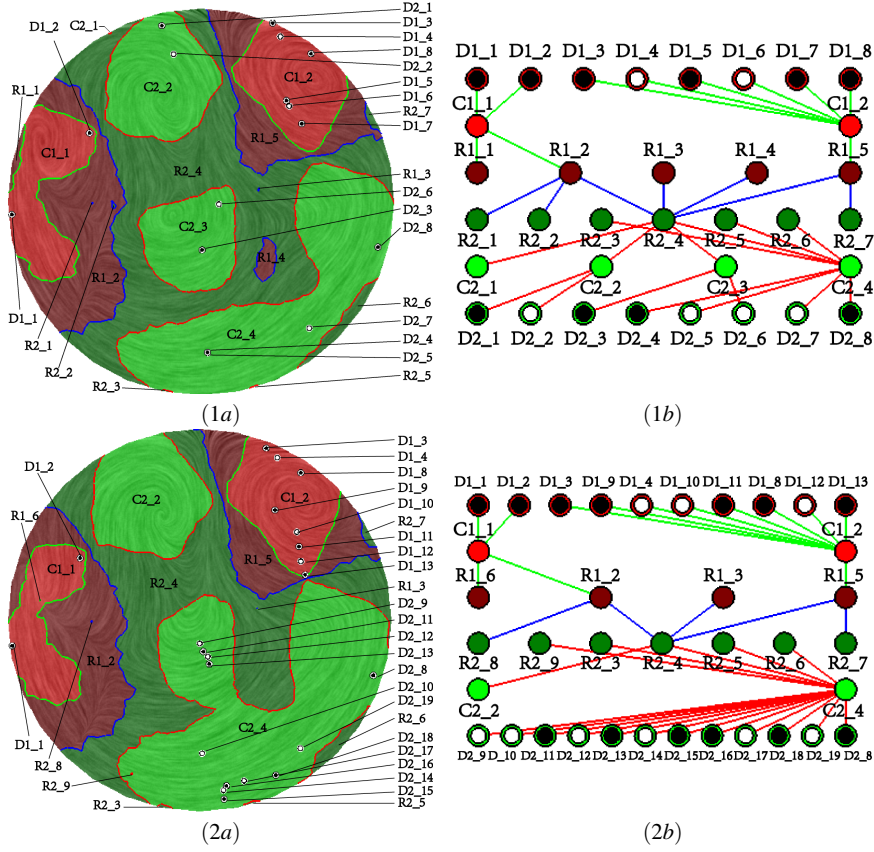 D2_1
D1_3
D1_4
D1_8
D2_2
D1_5
D1_6
R2_7
D1_7
R1_3
D2_6
D2_3
D2_8
R2_6
D2_7
D2_4
D2_5
R2_5
D1_2
C2_1
R1_1
C2_2
C1_2
C1_1
R1_5
R2_4
C2_3
R1_2
R1_4
C2_4
D1_1
R2_1
R2_2
R2_3
(1a)
D1_1 D1_2 D1_3 D1_4 D1_5 D1_6 D1_7 D1_8
C1_1 C1_2
R1_1 R1_2 R1_3 R1_4 R1_5
R2_1 R2_2 R2_3 R2_4 R2_5 R2_6 R2_7
C2_1 C2_2 C2_3 C2_4
D2_1 D2_2 D2_3 D2_4 D2_5 D2_6 D2_7 D2_8
(1b)
D1_3
D1_4
D1_8
D1_9
D1_10
R2_7
D1_11
D1_12
D1_13
R1_3
D2_9
D2_11
D2_12
D2_13
D2_8
D2_10
D2_19
R2_6
D2_18
D2_17
D2_16
D2_14
D2_15
R2_5
D1_2
R1_6
C2_2
C1_2
C1_1
R1_5
R2_4
R1_2
C2_4
D1_1
R2_8
R2_9
R2_3
(2a)
D1_1 D1_2 D1_3 D1_9 D1_4 D1_10 D1_11 D1_8 D1_12 D1_13
C1_1 C1_2
R1_6 R1_2 R1_3 R1_5
R2_8 R2_9 R2_3 R2_4 R2_5 R2_6 R2_7
C2_2 C2_4
D2_9 D_10 D2_11 D2_12 D2_13 D2_14 D2_15 D2_16 D2_17 D2_18 D2_19 D2_8
(2b)